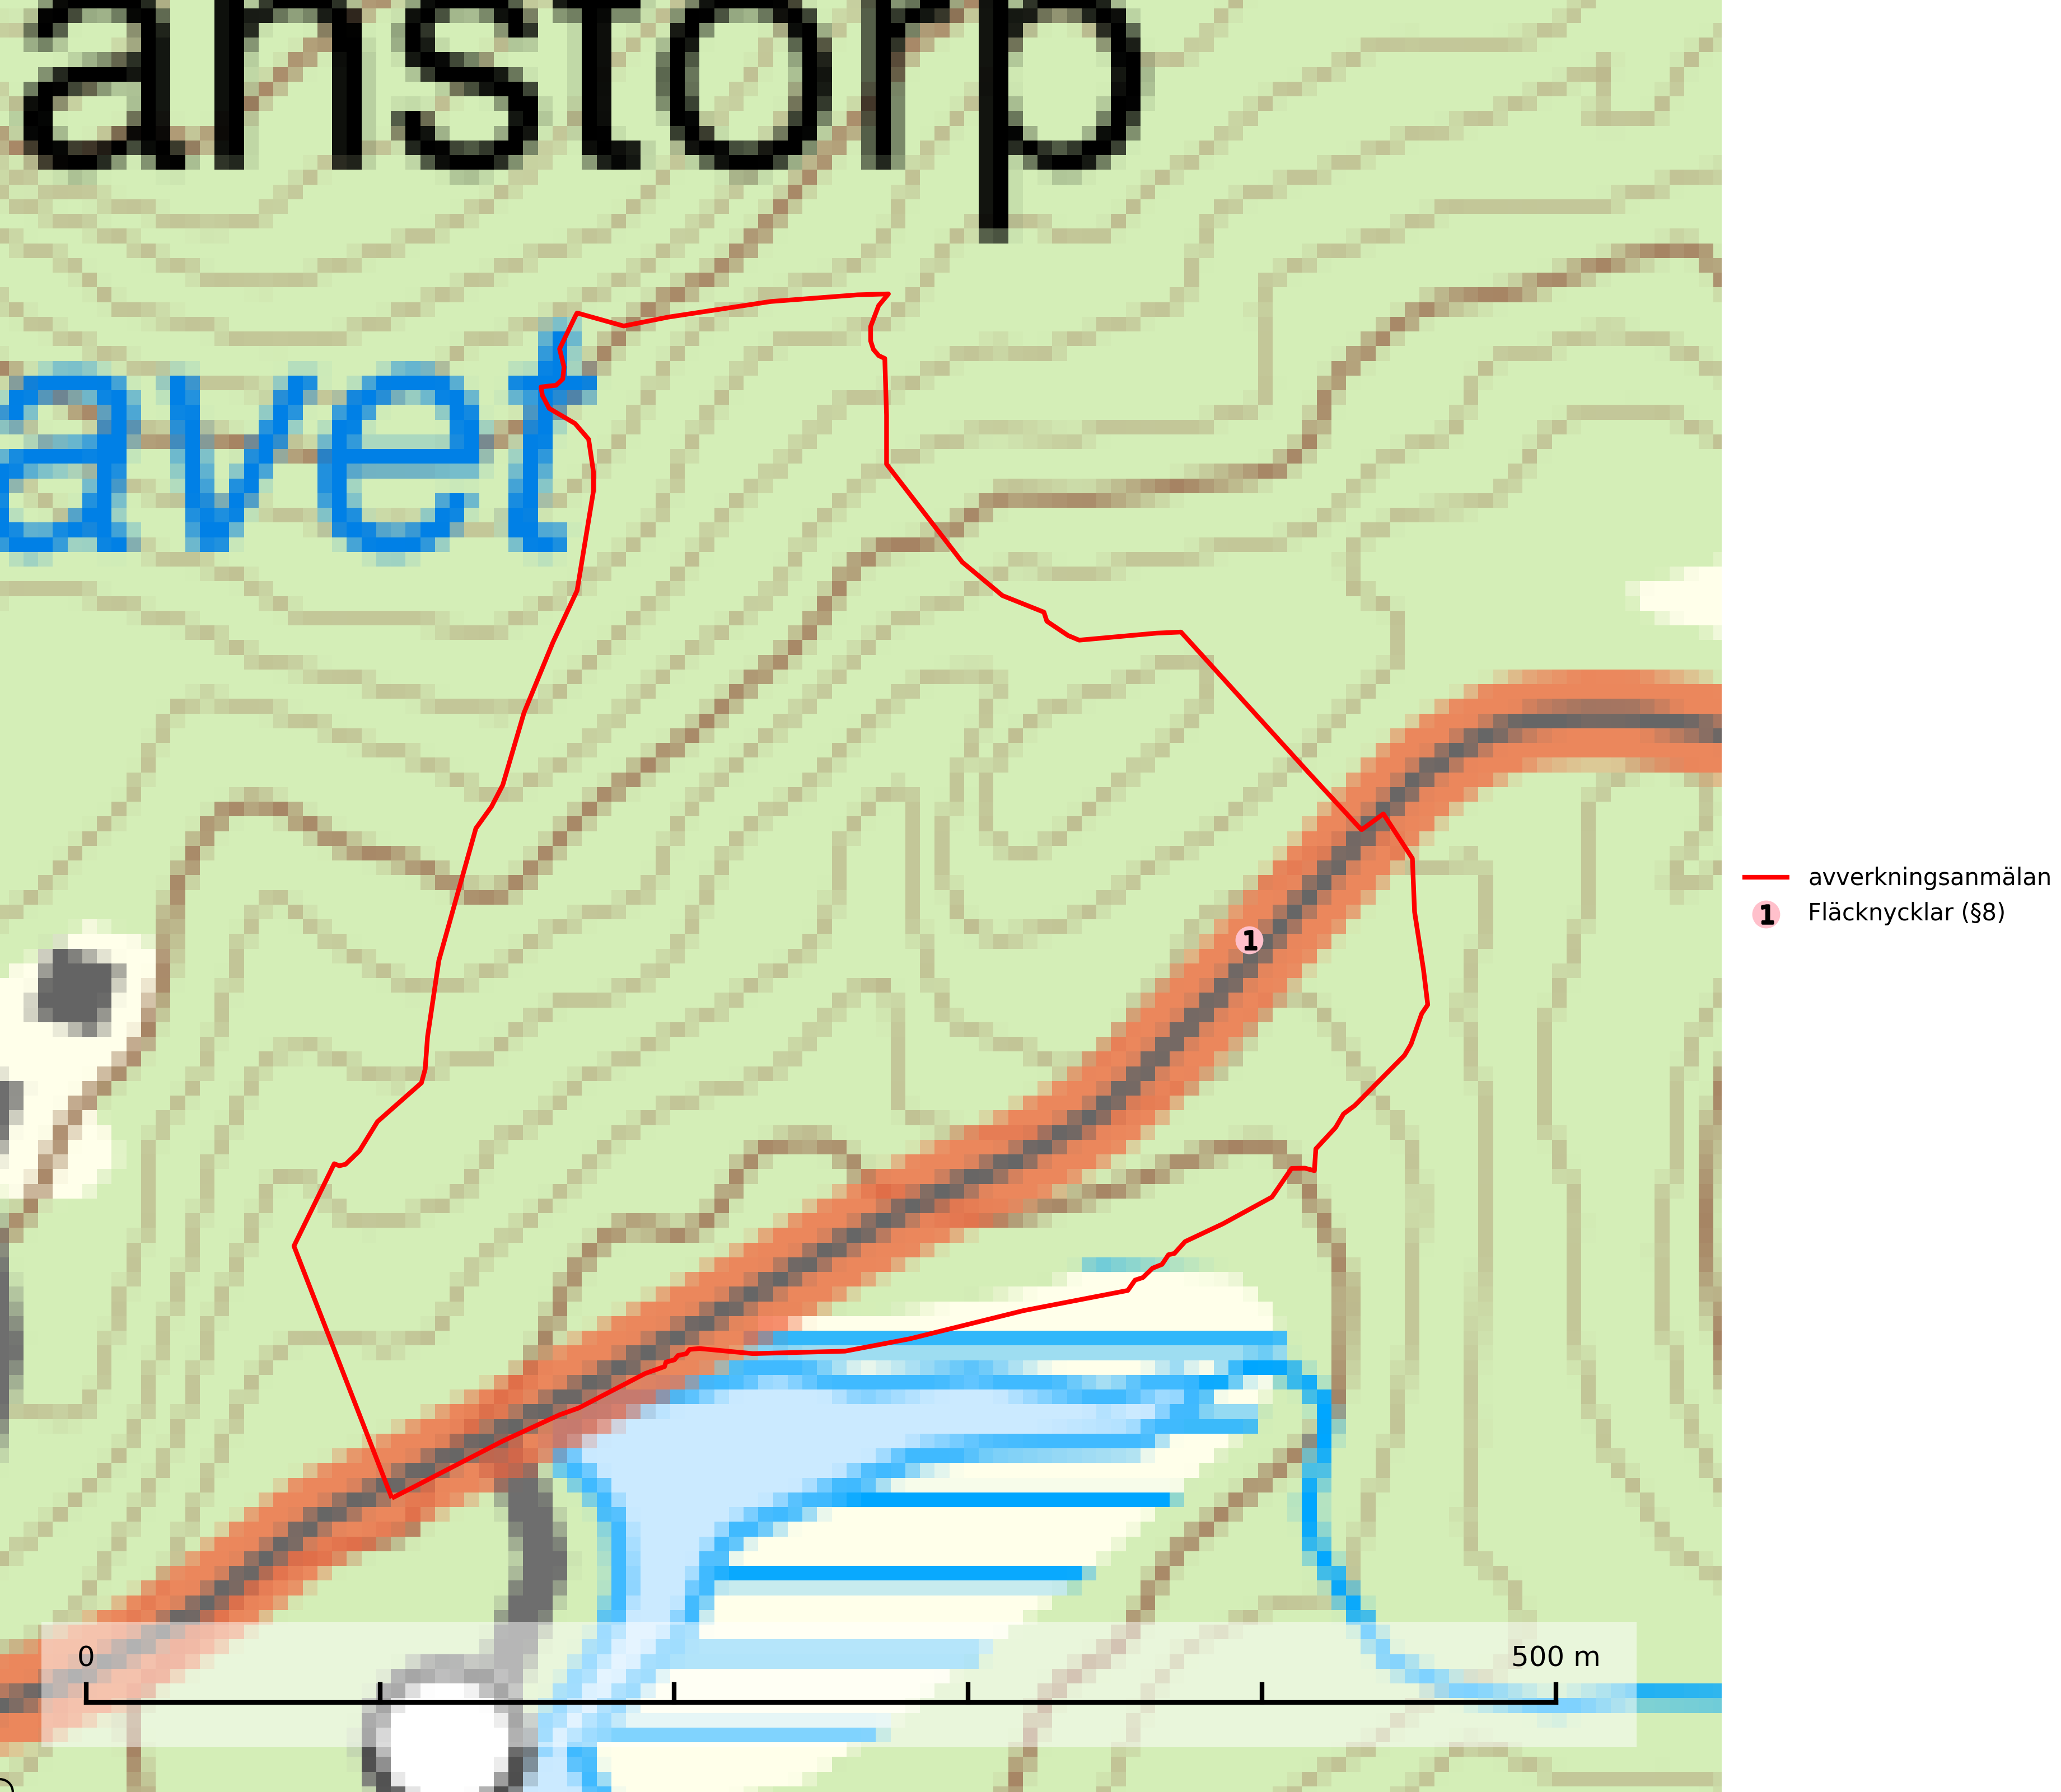 anstorp
avet
1
avverkningsanmälan
1 Fläcknycklar (§8)
0 500 m